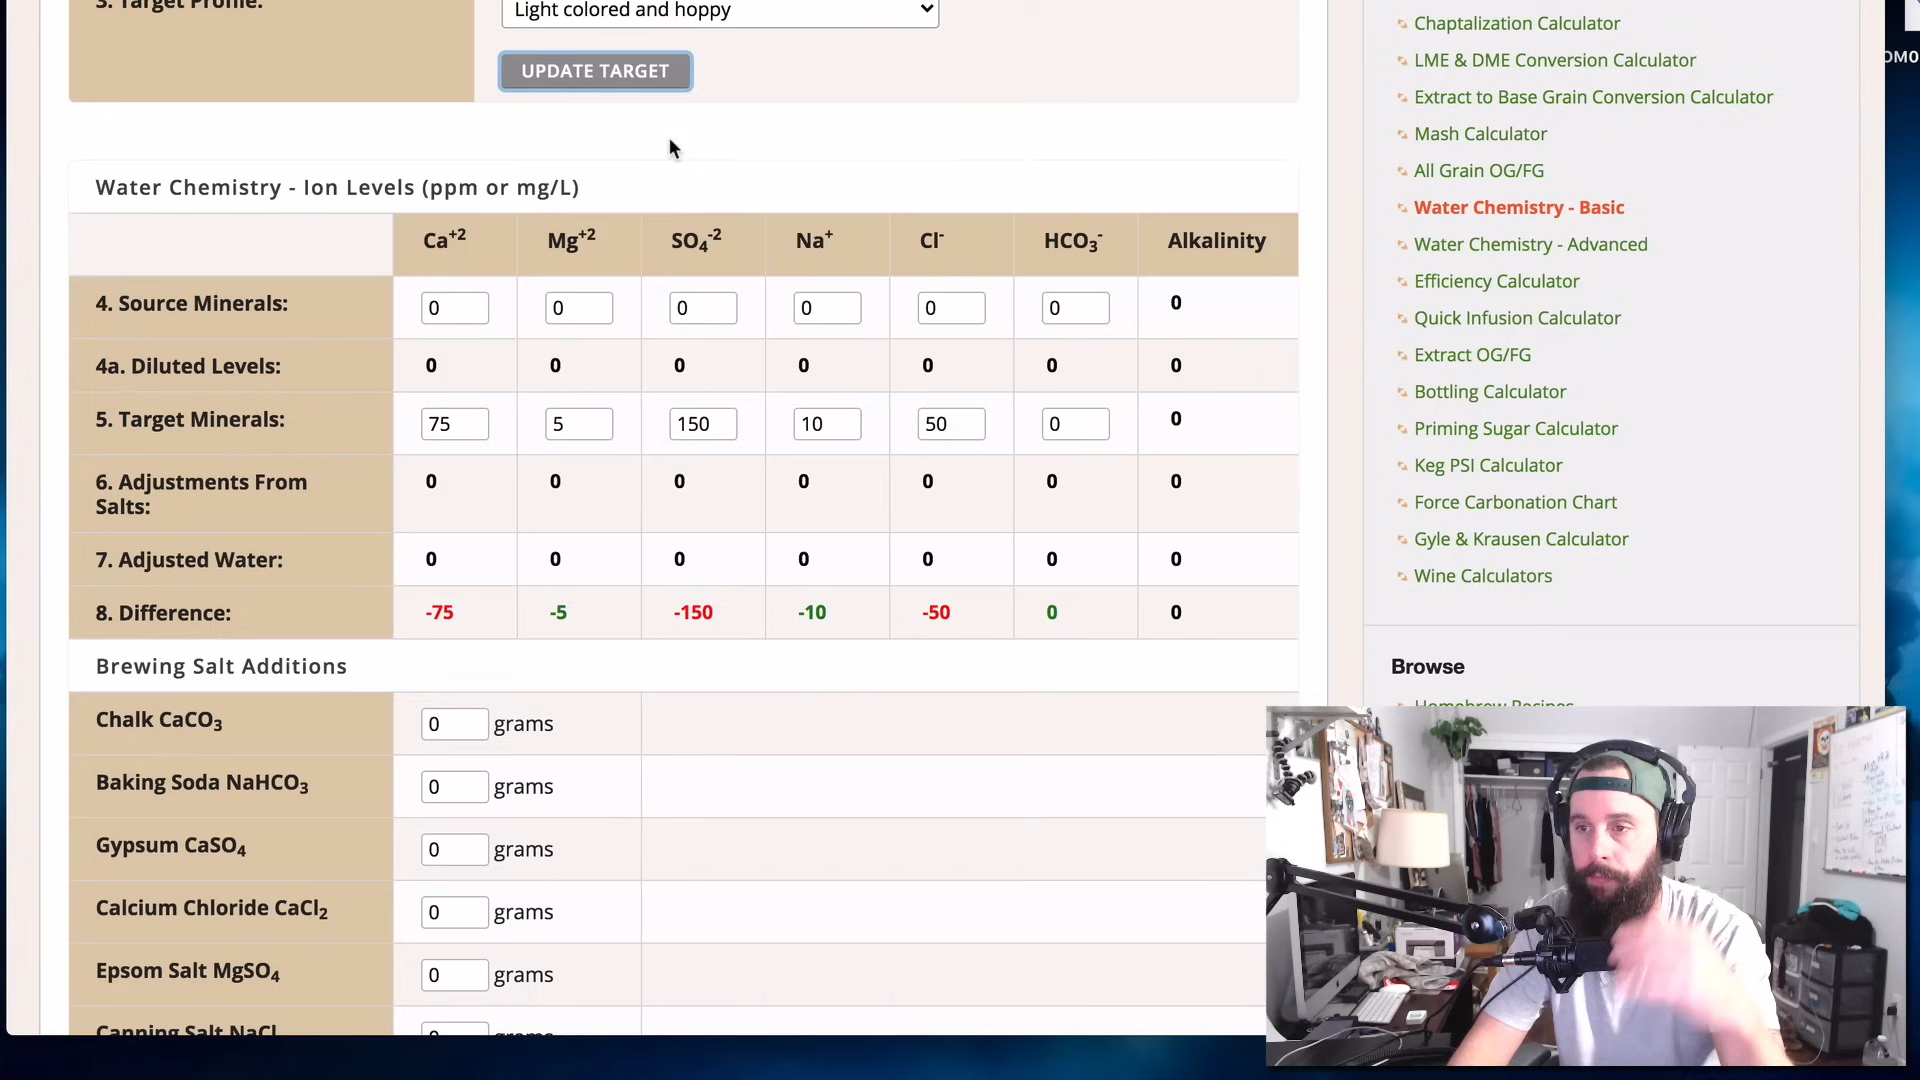 3. Target Profile:
Light colored and hoppy
UPDATE TARGET
Water Chemistry - Ion Levels (ppm or mg/L)
Ca+2 Mg+2 SO4-2 Na+ Cl- HCO3- Alkalinity
4. Source Minerals: 0 0 0 0 0 0 0
4a. Diluted Levels: 0 0 0 0 0 0 0
5. Target Minerals: 75 5 150 10 50 0 0
6. Adjustments From Salts: 0 0 0 0 0 0 0
7. Adjusted Water: 0 0 0 0 0 0 0
8. Difference: -75 -5 -150 -10 -50 0 0
Brewing Salt Additions
Chalk CaCO3 0 grams
Baking Soda NaHCO3 0 grams
Gypsum CaSO4 0 grams
Calcium Chloride CaCl2 0 grams
Epsom Salt MgSO4 0 grams
Canning Salt NaCl 0 grams
Chaptalization Calculator
LME & DME Conversion Calculator
Extract to Base Grain Conversion Calculator
Mash Calculator
All Grain OG/FG
Water Chemistry - Basic
Water Chemistry - Advanced
Efficiency Calculator
Quick Infusion Calculator
Extract OG/FG
Bottling Calculator
Priming Sugar Calculator
Keg PSI Calculator
Force Carbonation Chart
Gyle & Krausen Calculator
Wine Calculators
Browse
Homebrew Recipes